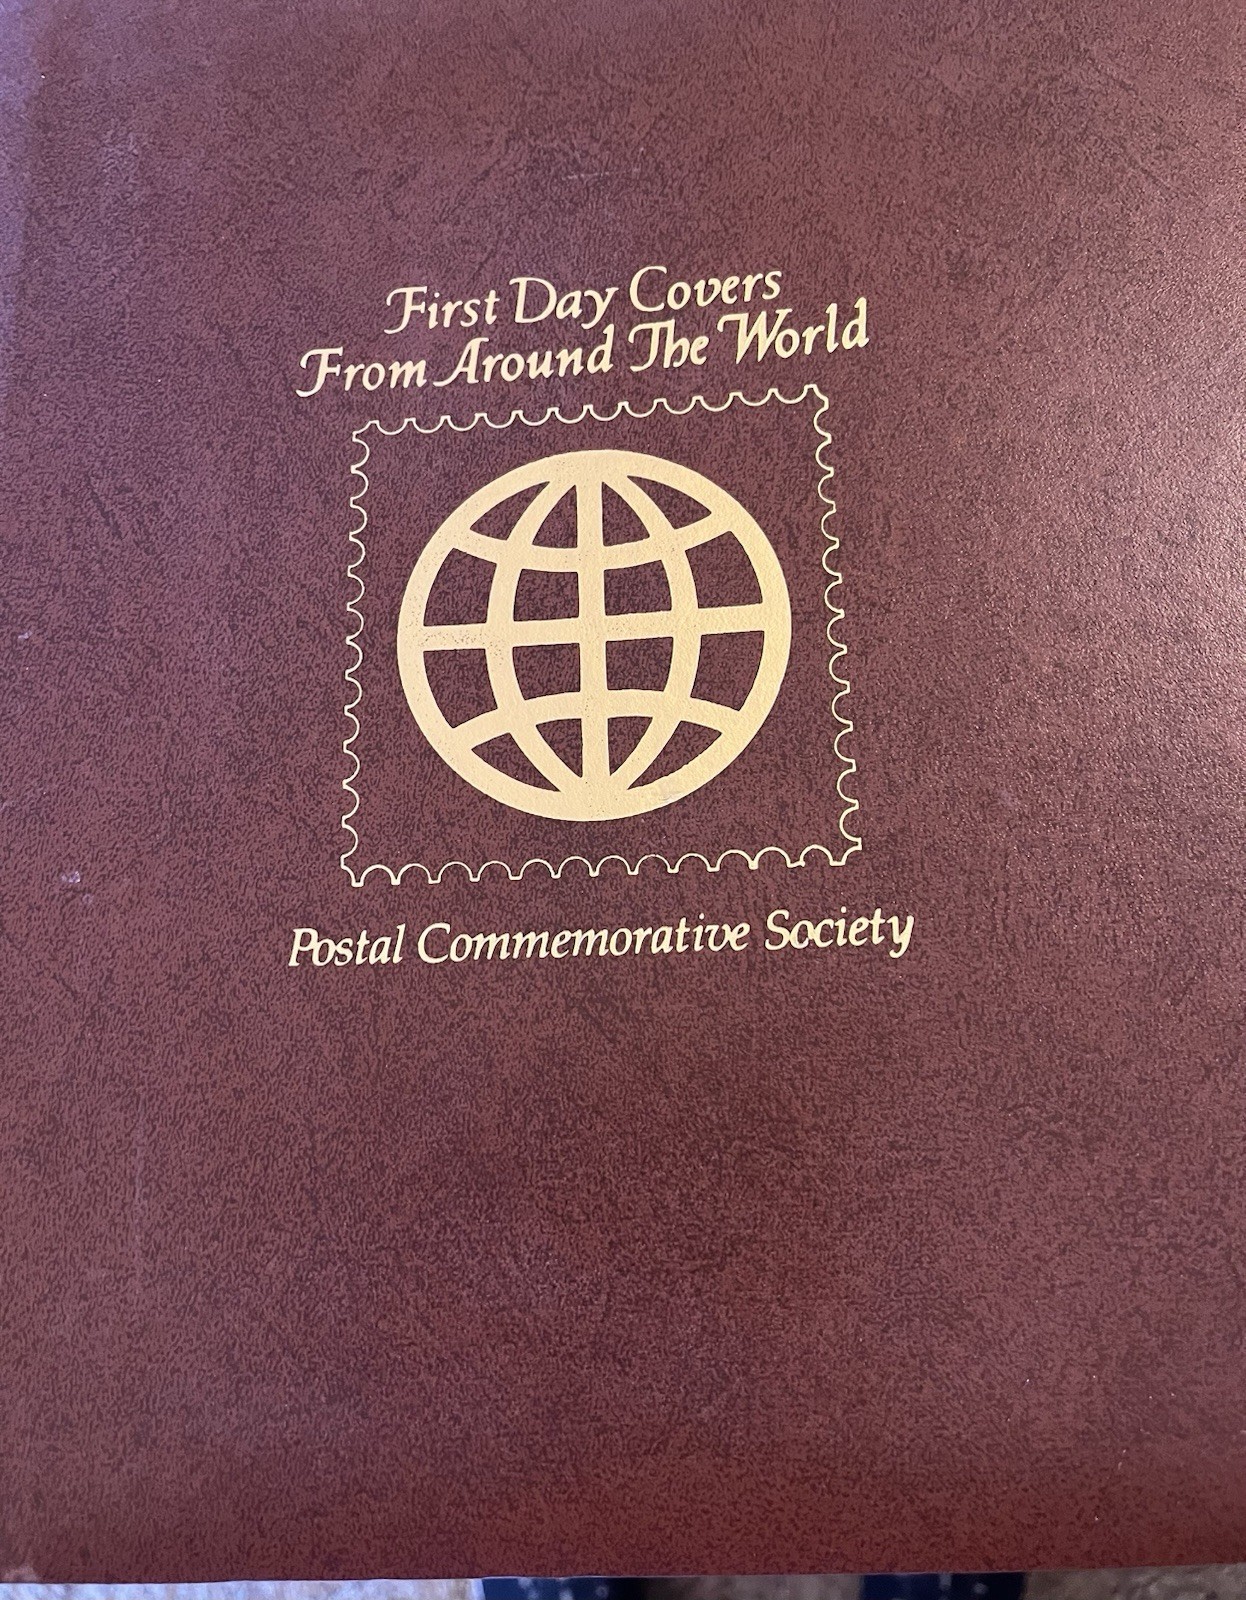 First Day Covers
From Around The World
Postal Commemorative Society